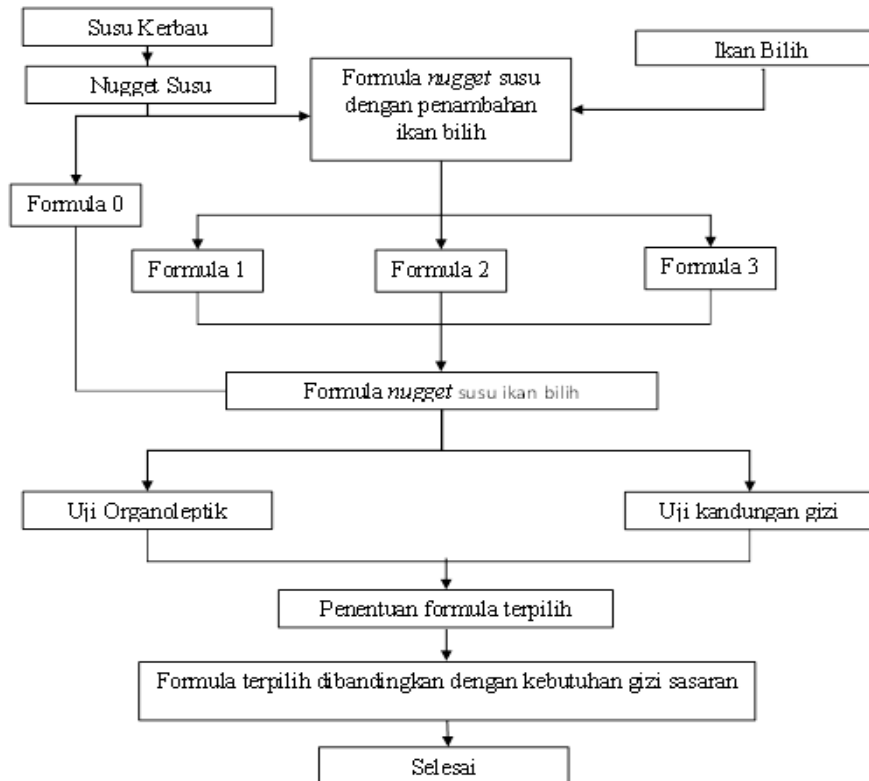 Susu Kerbau
Ikan Bilih
Nugget Susu
Formula nugget susu
dengan penambahan
ikan bilih
Formula 0
Formula 1
Formula 2
Formula 3
Formula nugget susu ikan bilih
Uji Organoleptik
Uji kandungan gizi
Penentuan formula terpilih
Formula terpilih dibandingkan dengan kebutuhan gizi sasaran
Selesai